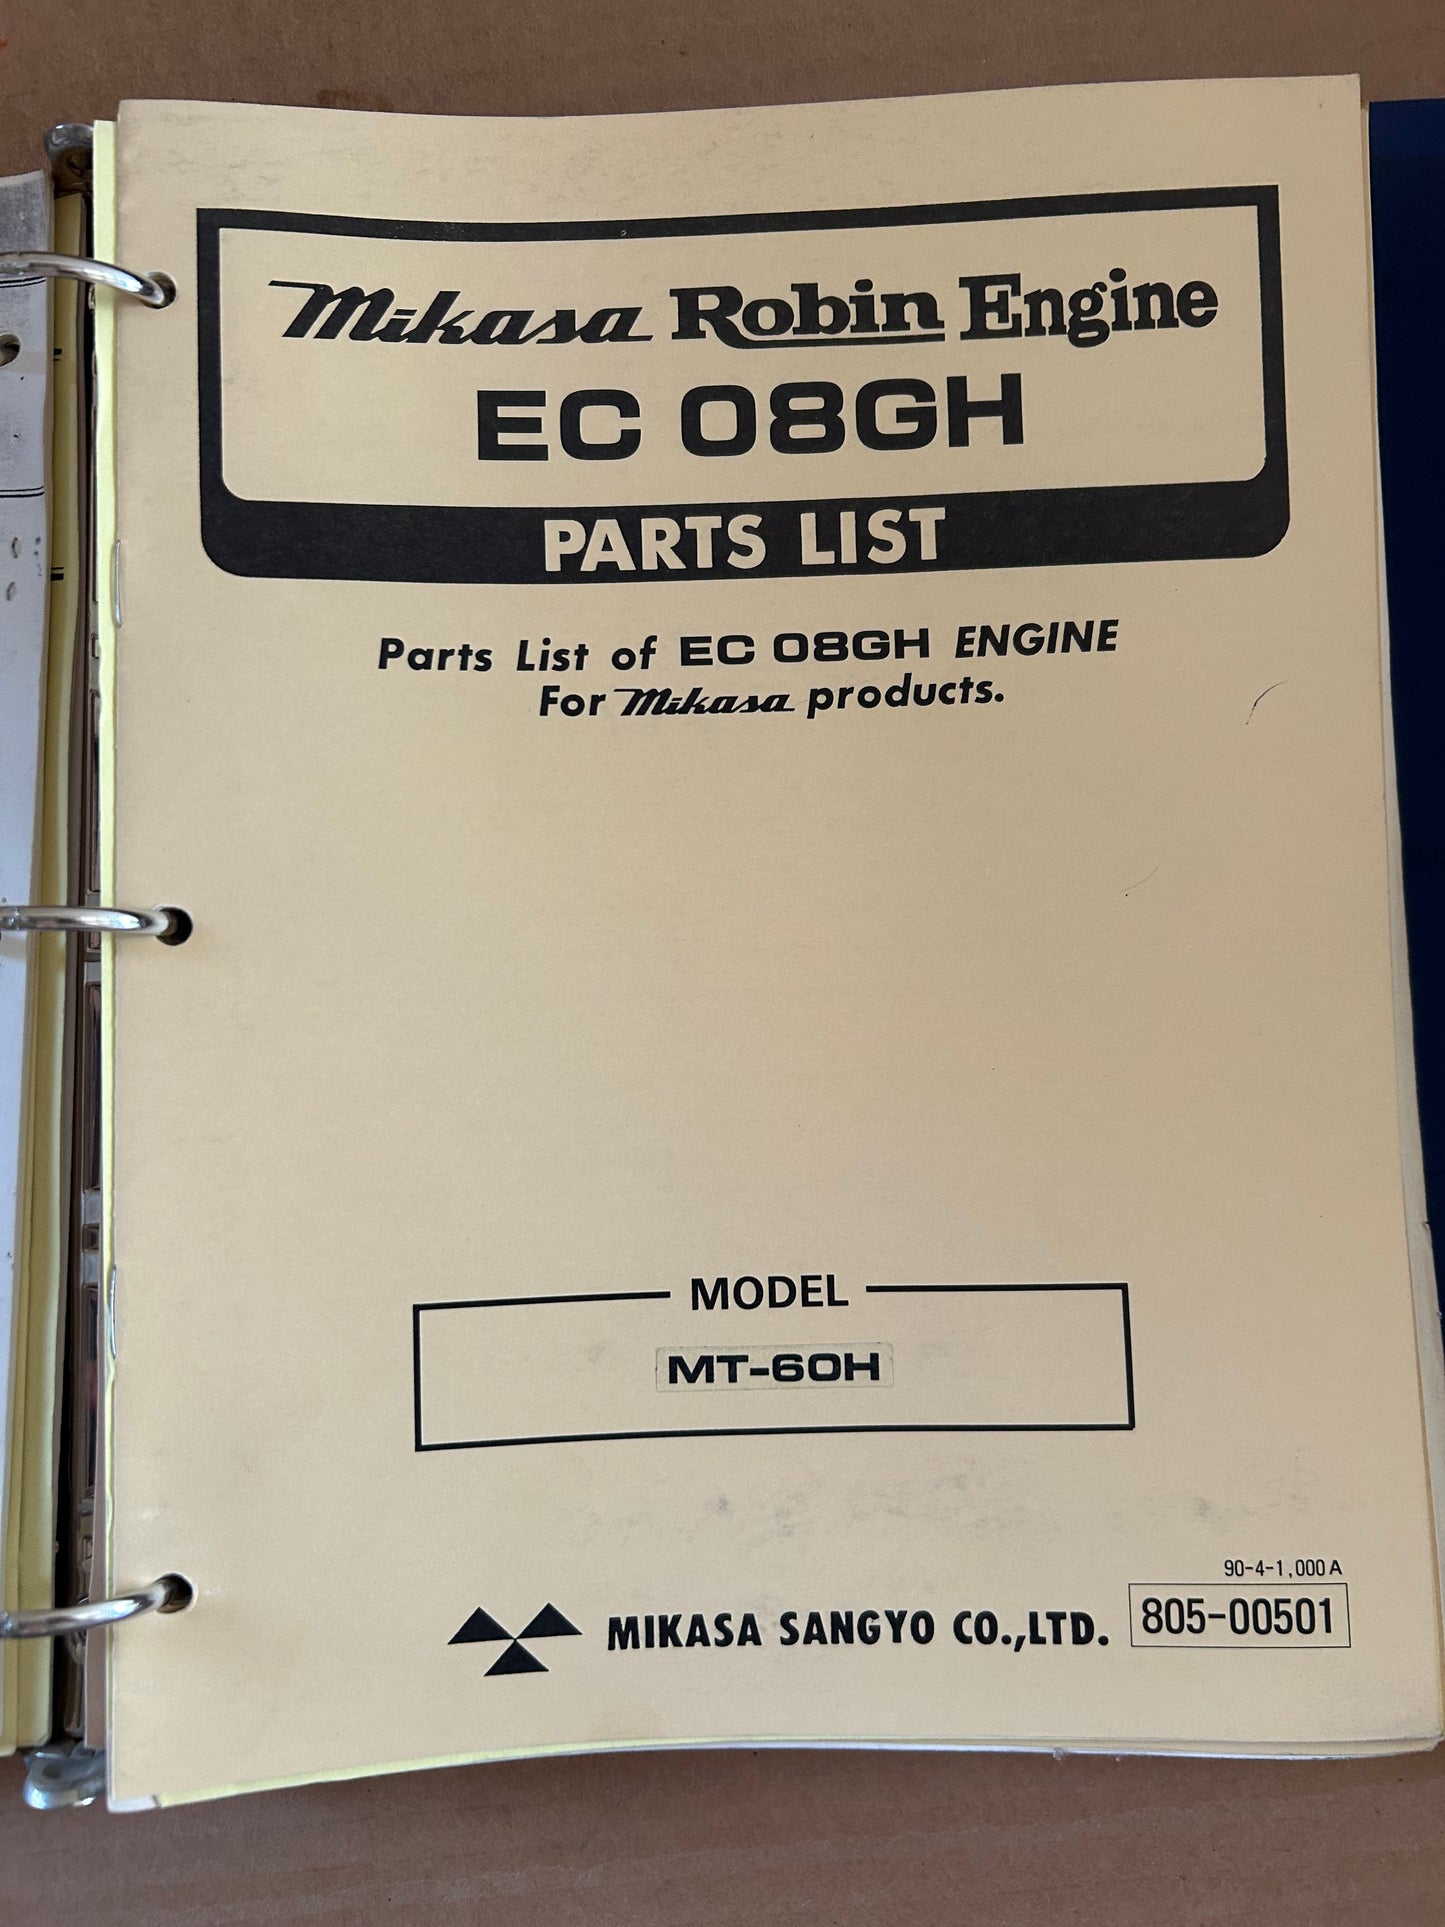 Mikasa Robin Engine
EC 08GH
PARTS LIST
Parts List of EC 08GH ENGINE
For Mikasa products.
MODEL
MT-60H
90-4-1,000 A
MIKASA SANGYO CO.,LTD.
805-00501